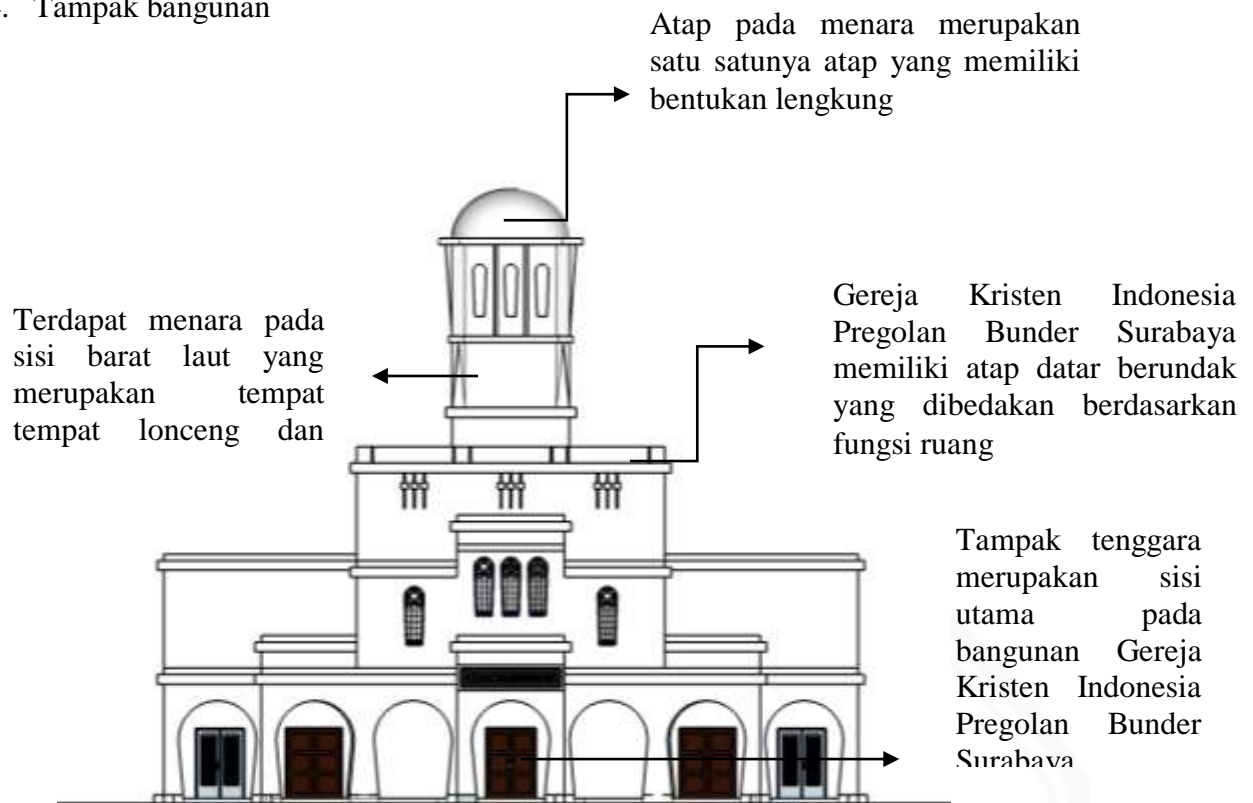 Tampak bangunan
Atap pada menara merupakan
satu satunya atap yang memiliki
bentukan lengkung
Terdapat menara pada
sisi barat laut yang
merupakan tempat
tempat lonceng dan
Gereja Kristen Indonesia
Pregolan Bunder Surabaya
memiliki atap datar berundak
yang dibedakan berdasarkan
fungsi ruang
Tampak tenggara
merupakan sisi
utama pada
bangunan Gereja
Kristen Indonesia
Pregolan Bunder
Surabaya